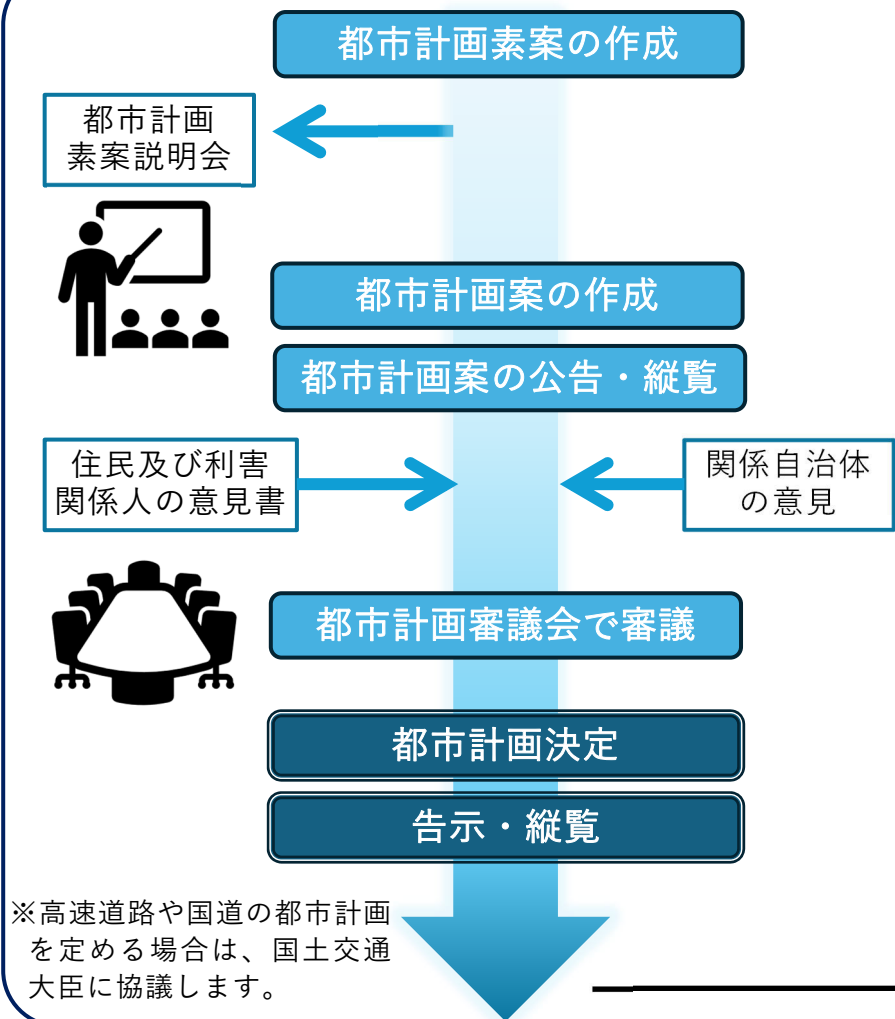 都市計画素案の作成
都市計画
素案説明会
都市計画案の作成
都市計画案の公告・縦覧
住民及び利害
関係人の意見書
関係自治体
の意見
都市計画審議会で審議
都市計画決定
告示・縦覧
※高速道路や国道の都市計画
を定める場合は、国土交通
大臣に協議します。